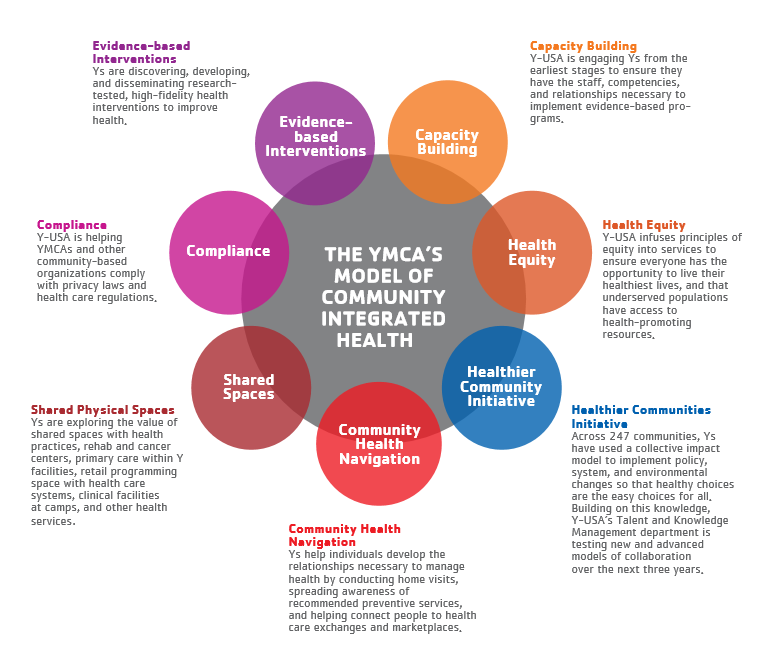 Evidence-based
Interventions
Ys are discovering, developing,
and disseminating research-
tested, high-fidelity health
interventions to improve
health.
Capacity Building
Y-USA is engaging Ys from the
earliest stages to ensure they
have the staff, competencies,
and relationships necessary to
implement evidence-based pro-
grams.
Evidence-
based
Interventions
Capacity
Building
Compliance
Y-USA is helping
YMCAs and other
community-based
organizations comply
with privacy laws and
health care regulations.
Compliance
THE YMCA'S
MODEL OF
COMMUNITY
INTEGRATED
HEALTH
Health
Equity
Health Equity
Y-USA infuses principles of
equity into services to
ensure everyone has the
opportunity to live their
healthiest lives, and that
underserved populations
have access to
health-promoting
resources.
Shared
Spaces
Healthier
Community
Initiative
Community
Health
Navigation
Shared Physical Spaces
Ys are exploring the value of
shared spaces with health
practices, rehab and cancer
centers, primary care within Y
facilities, retail programming
space with health care
systems, clinical facilities
at camps, and other health
services.
Healthier Communities
Initiative
Across 247 communities, Ys
have used a collective impact
model to implement policy,
system, and environmental
changes so that healthy choices
are the easy choices for all.
Building on this knowledge,
Y-USA's Talent and Knowledge
Management department is
testing new and advanced
models of collaboration
over the next three years.
Community Health
Navigation
Ys help individuals develop the
relationships necessary to manage
health by conducting home visits,
spreading awareness of
recommended preventive services,
and helping connect people to health
care exchanges and marketplaces.